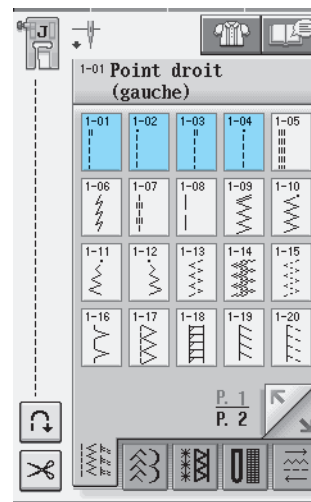 J
1-01 Point droit
(gauche)
1-01 1-02 1-03 1-04 1-05
1-06 1-07 1-08 1-09 1-10
1-11 1-12 1-13 1-14 1-15
1-16 1-17 1-18 1-19 1-20
P. 1
P. 2